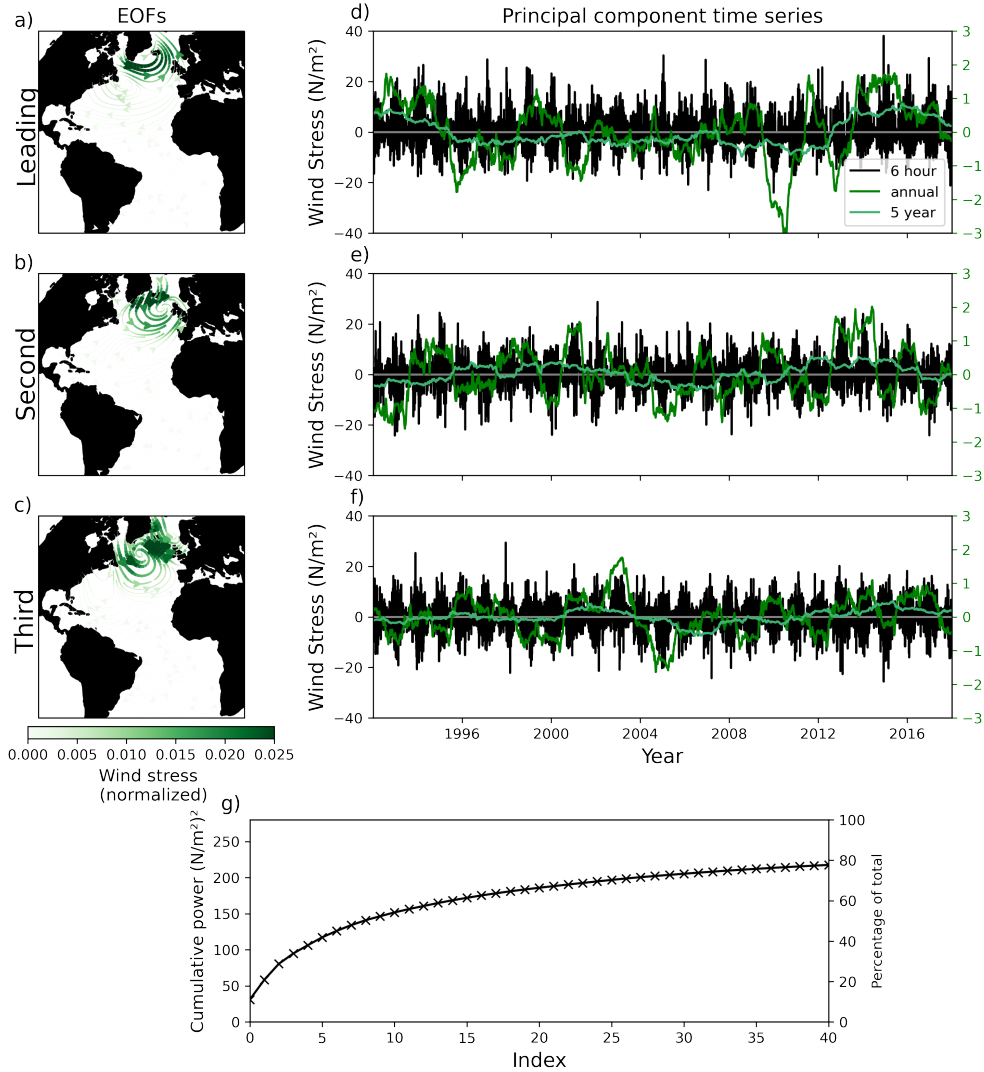 EOFs
Principal component time series
a)
Leading
d)
Wind Stress (N/m²)
40
20
0
−20
−40
3
2
1
0
−1
−2
−3
6 hour
annual
5 year
b)
Second
e)
Wind Stress (N/m²)
40
20
0
−20
−40
3
2
1
0
−1
−2
−3
c)
Third
f)
Wind Stress (N/m²)
40
20
0
−20
−40
3
2
1
0
−1
−2
−3
1996 2000 2004 2008 2012 2016
Year
0.000 0.005 0.010 0.015 0.020 0.025
Wind stress
(normalized)
g)
Cumulative power (N/m²)²
250
200
150
100
50
0
100
80
60
40
20
0
Percentage of total
0 5 10 15 20 25 30 35 40
Index